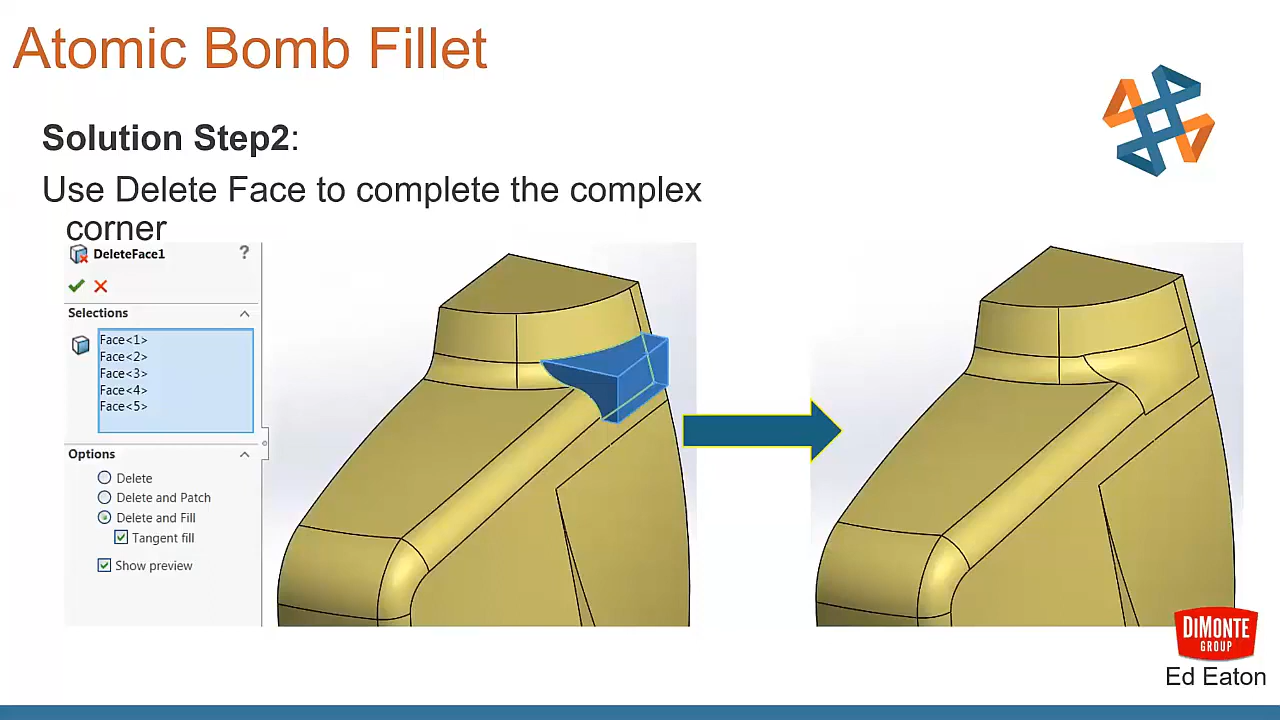 Atomic Bomb Fillet
Solution Step2:
Use Delete Face to complete the complex
corner
DeleteFace1
?
Selections
Face<1>
Face<2>
Face<3>
Face<4>
Face<5>
Options
Delete
Delete and Patch
Delete and Fill
Tangent fill
Show preview
DIMONTE
GROUP
Ed Eaton